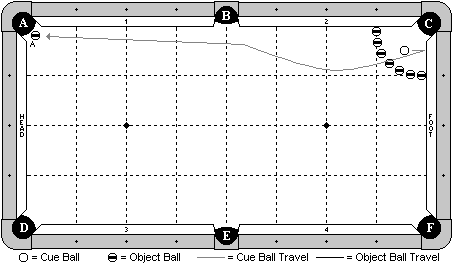 A B C
1 2
A
HEAD FOOT
3 4
D E F
= Cue Ball = Object Ball = Cue Ball Travel = Object Ball Travel